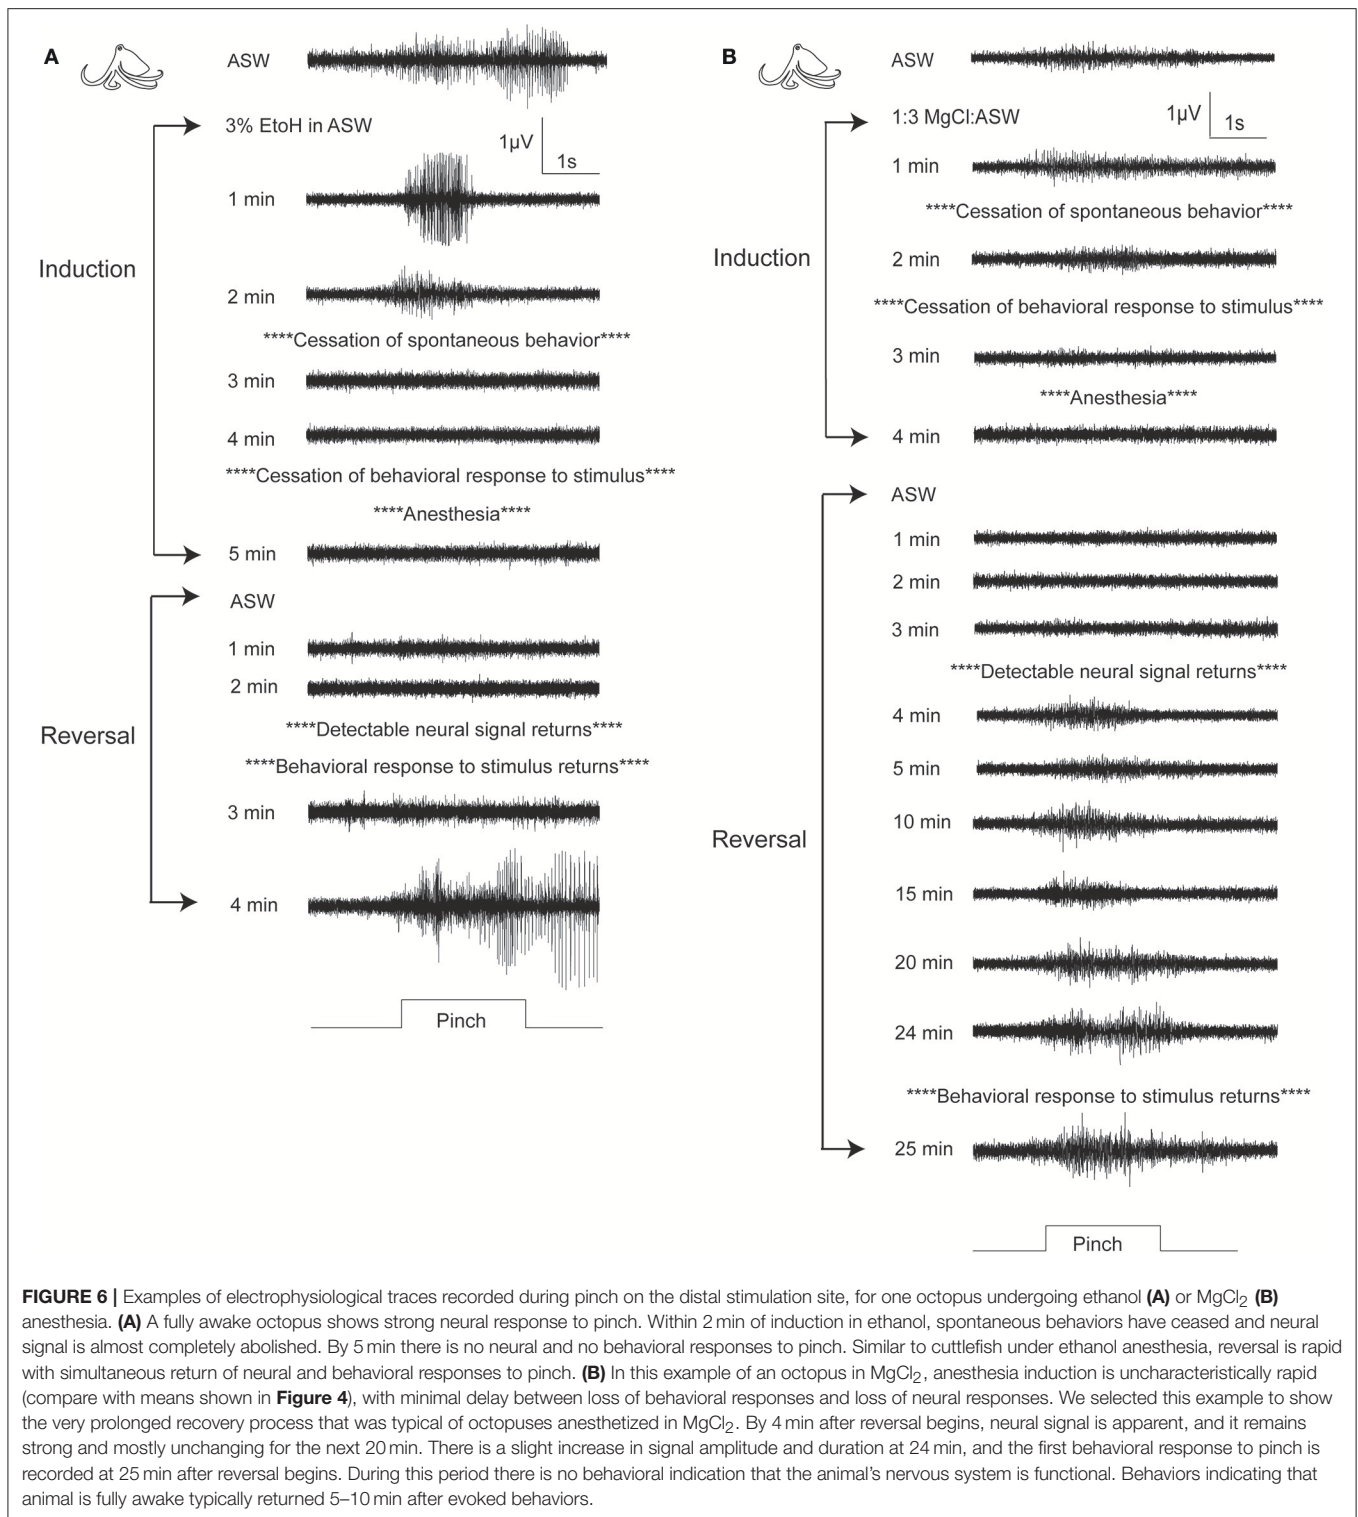 A
ASW
3% EtoH in ASW
1µV
1s
1 min
Induction
2 min
****Cessation of spontaneous behavior****
3 min
4 min
****Cessation of behavioral response to stimulus****
****Anesthesia****
5 min
ASW
1 min
2 min
****Detectable neural signal returns****
Reversal
****Behavioral response to stimulus returns****
3 min
4 min
Pinch
B
ASW
1:3 MgCl:ASW
1µV
1s
1 min
****Cessation of spontaneous behavior****
Induction
2 min
****Cessation of behavioral response to stimulus****
3 min
****Anesthesia****
4 min
ASW
1 min
2 min
3 min
****Detectable neural signal returns****
4 min
5 min
10 min
Reversal
15 min
20 min
24 min
****Behavioral response to stimulus returns****
25 min
Pinch
FIGURE 6 | Examples of electrophysiological traces recorded during pinch on the distal stimulation site, for one octopus undergoing ethanol (A) or MgCl₂ (B)
anesthesia. (A) A fully awake octopus shows strong neural response to pinch. Within 2 min of induction in ethanol, spontaneous behaviors have ceased and neural
signal is almost completely abolished. By 5 min there is no neural and no behavioral responses to pinch. Similar to cuttlefish under ethanol anesthesia, reversal is rapid
with simultaneous return of neural and behavioral responses to pinch. (B) In this example of an octopus in MgCl₂, anesthesia induction is uncharacteristically rapid
(compare with means shown in Figure 4), with minimal delay between loss of behavioral responses and loss of neural responses. We selected this example to show
the very prolonged recovery process that was typical of octopuses anesthetized in MgCl₂. By 4 min after reversal begins, neural signal is apparent, and it remains
strong and mostly unchanging for the next 20 min. There is a slight increase in signal amplitude and duration at 24 min, and the first behavioral response to pinch is
recorded at 25 min after reversal begins. During this period there is no behavioral indication that the animal's nervous system is functional. Behaviors indicating that
animal is fully awake typically returned 5–10 min after evoked behaviors.